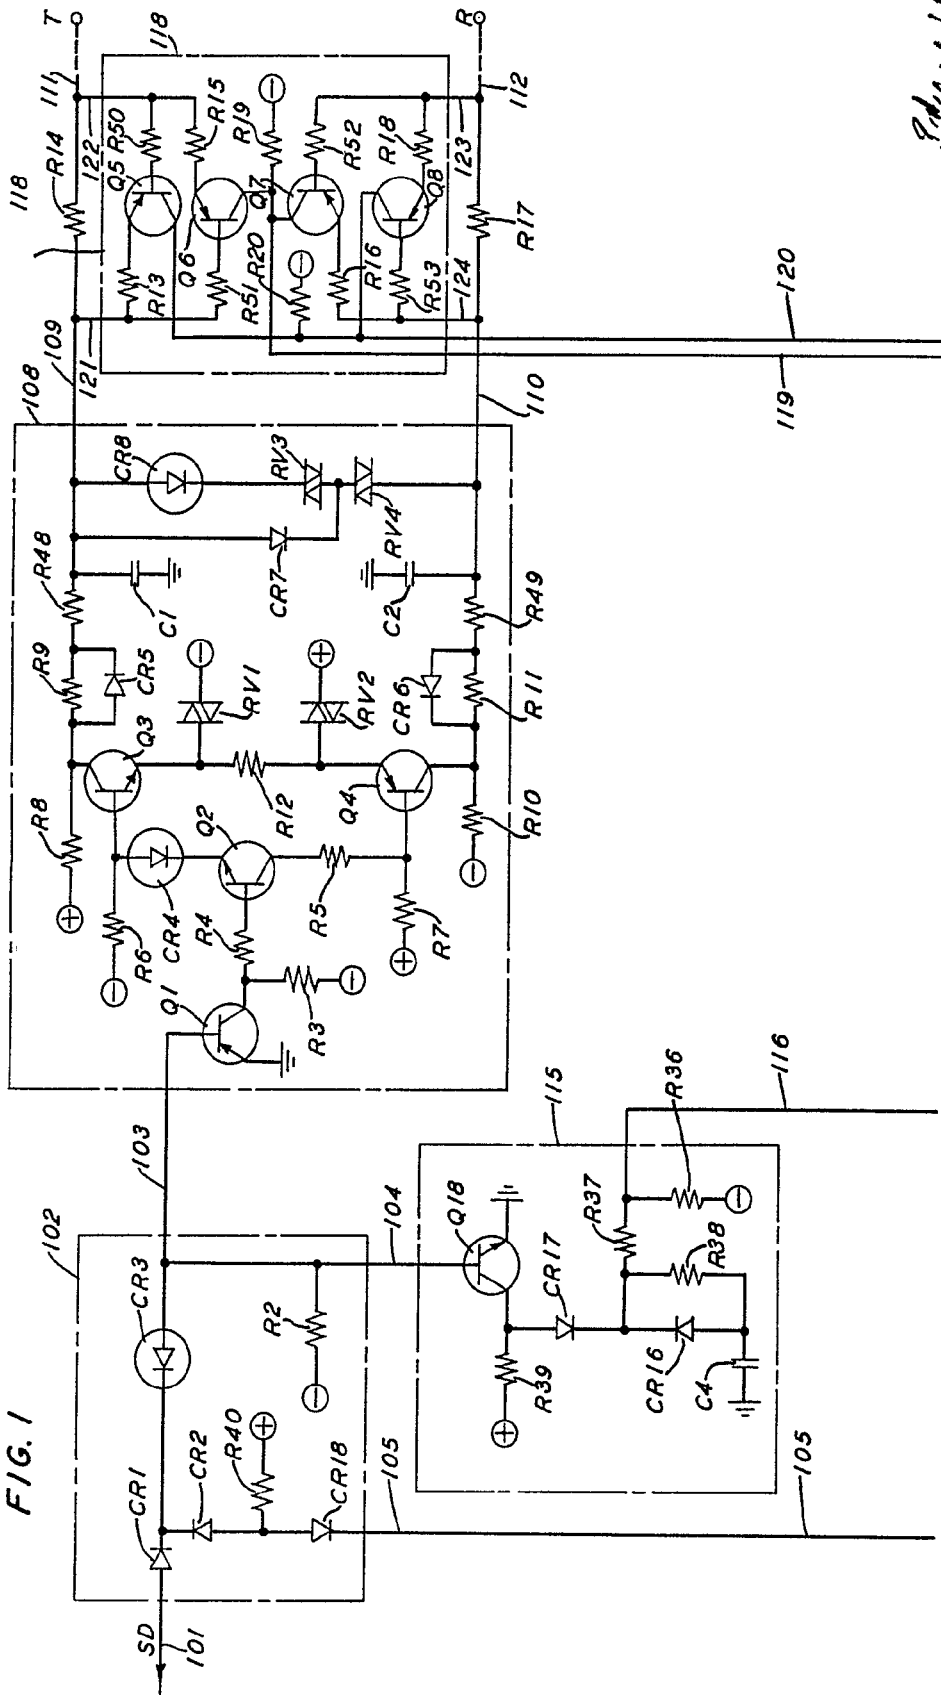 FIG. 1
SD
101
CR1
CR2
R40
CR18
105
105
102
CR3
R2
103
104
115
Q18
R39
CR17
CR16
C4
R37
R38
R36
116
108
Q1
R3
R4
Q2
R6
CR4
R5
R7
R8
Q3
R12
Q4
R10
R9
CR5
RV1
RV2
CR6
R11
R48
C1
C2
R49
CR7
CR8
RV3
RV4
109
110
118
121
R13
Q6
R51
R20
R16
R53
124
119
120
R14
122
Q5
R50
R15
Q7
R19
R52
R18
Q8
123
R17
118
111
T
112
R